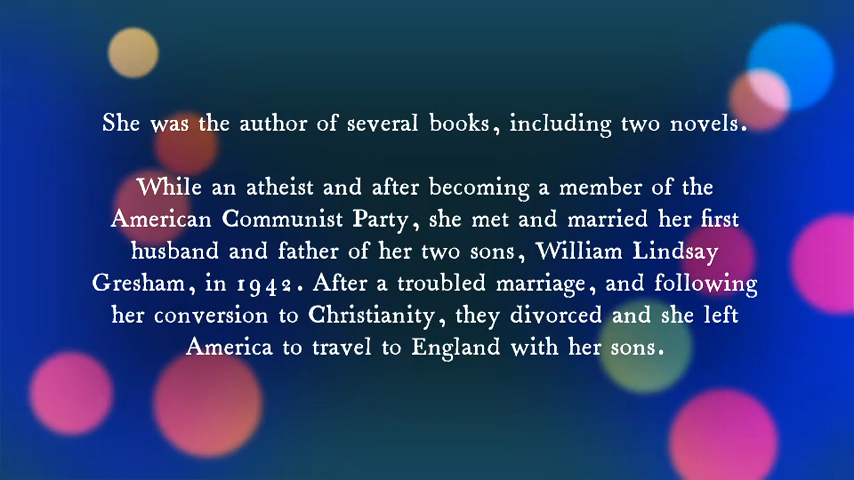 She was the author of several books, including two novels.
While an atheist and after becoming a member of the
American Communist Party, she met and married her first
husband and father of her two sons, William Lindsay
Gresham, in 1942. After a troubled marriage, and following
her conversion to Christianity, they divorced and she left
America to travel to England with her sons.